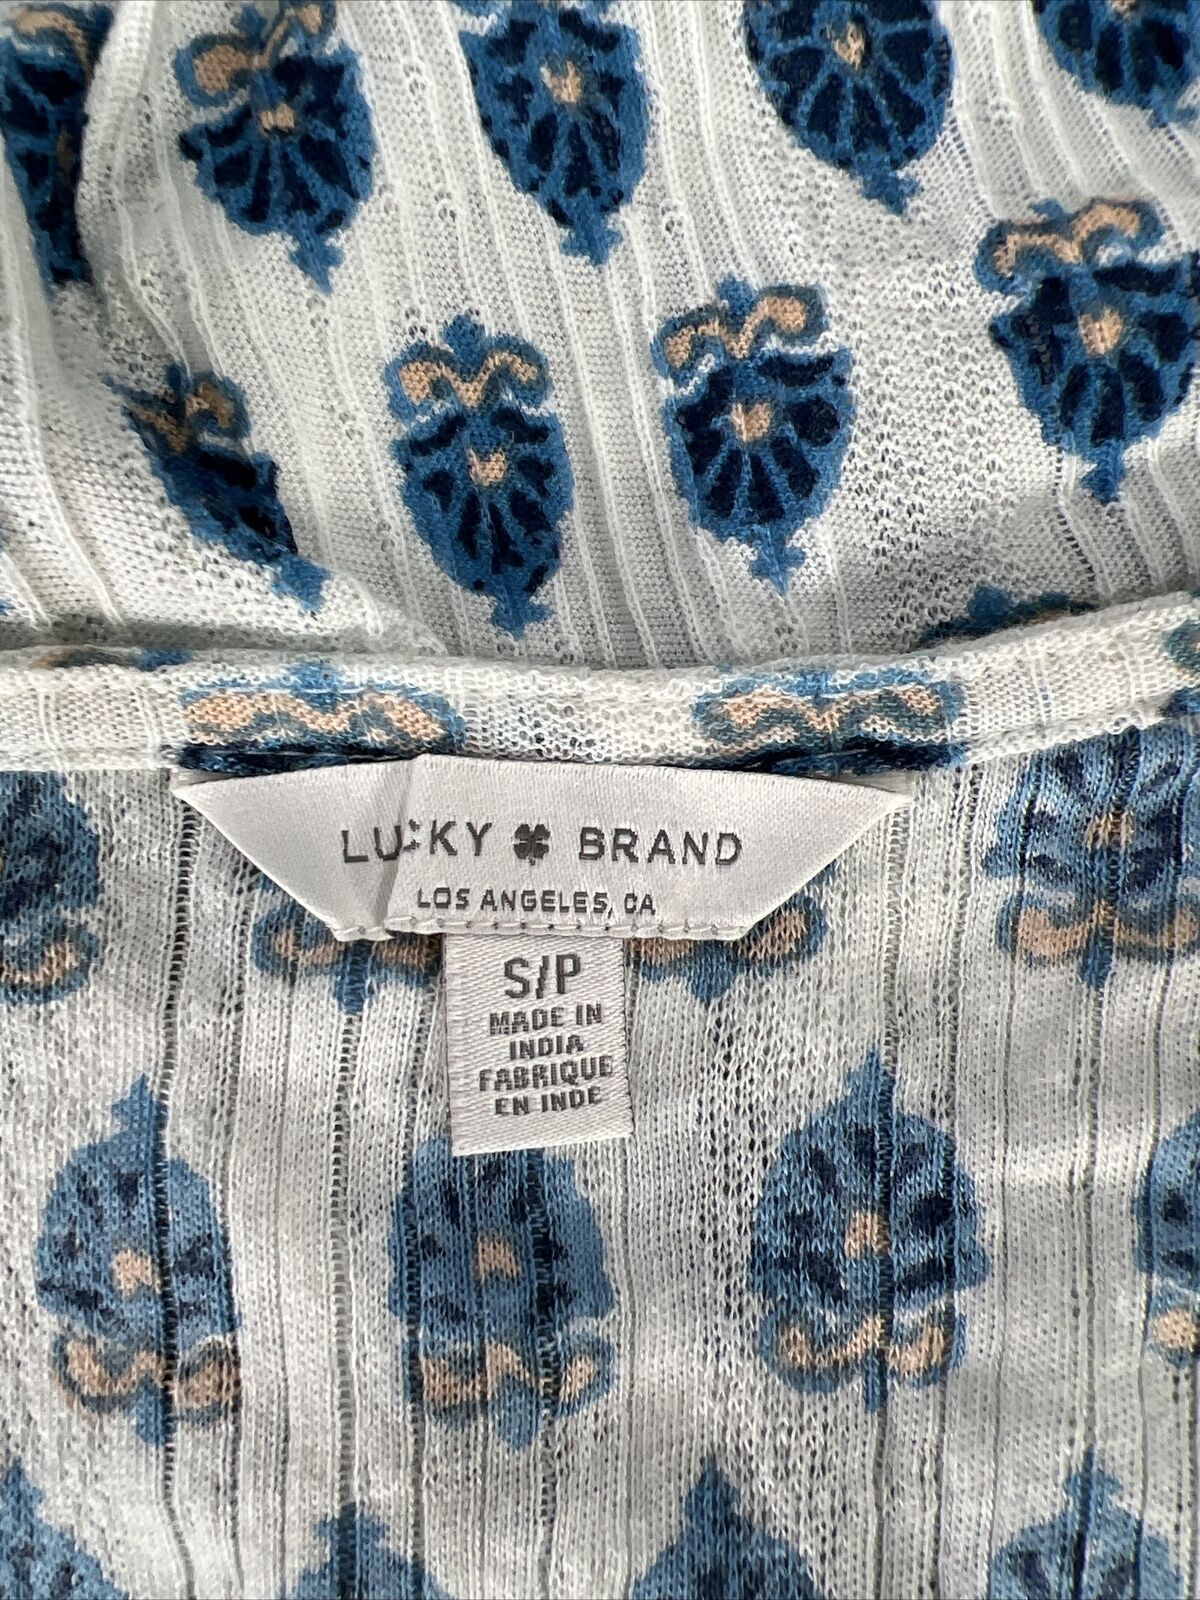 LUCKY BRAND
LOS ANGELES, CA
S/P
MADE IN
INDIA
FABRIQUE
EN INDE